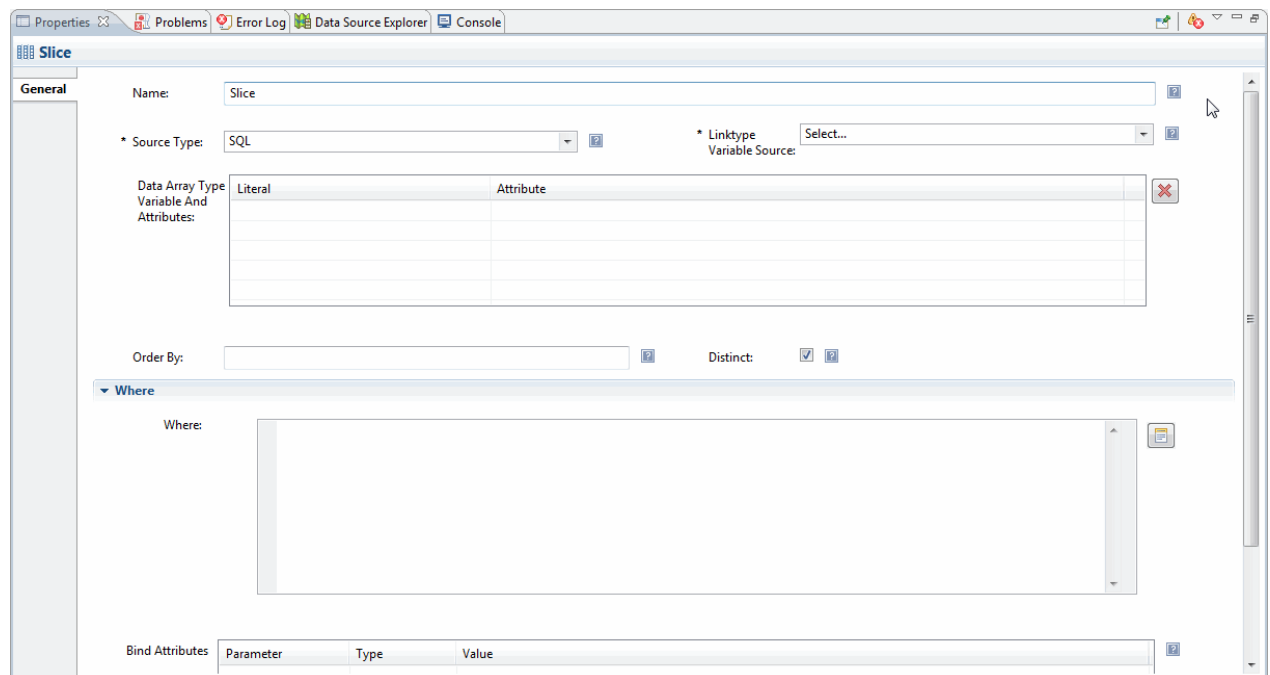 Properties Problems Error Log Data Source Explorer Console
Slice
General
Name: Slice
* Source Type: SQL * Linktype Variable Source: Select...
Data Array Type Variable And Attributes:
Literal Attribute
Order By: Distinct:
Where
Where:
Bind Attributes Parameter Type Value